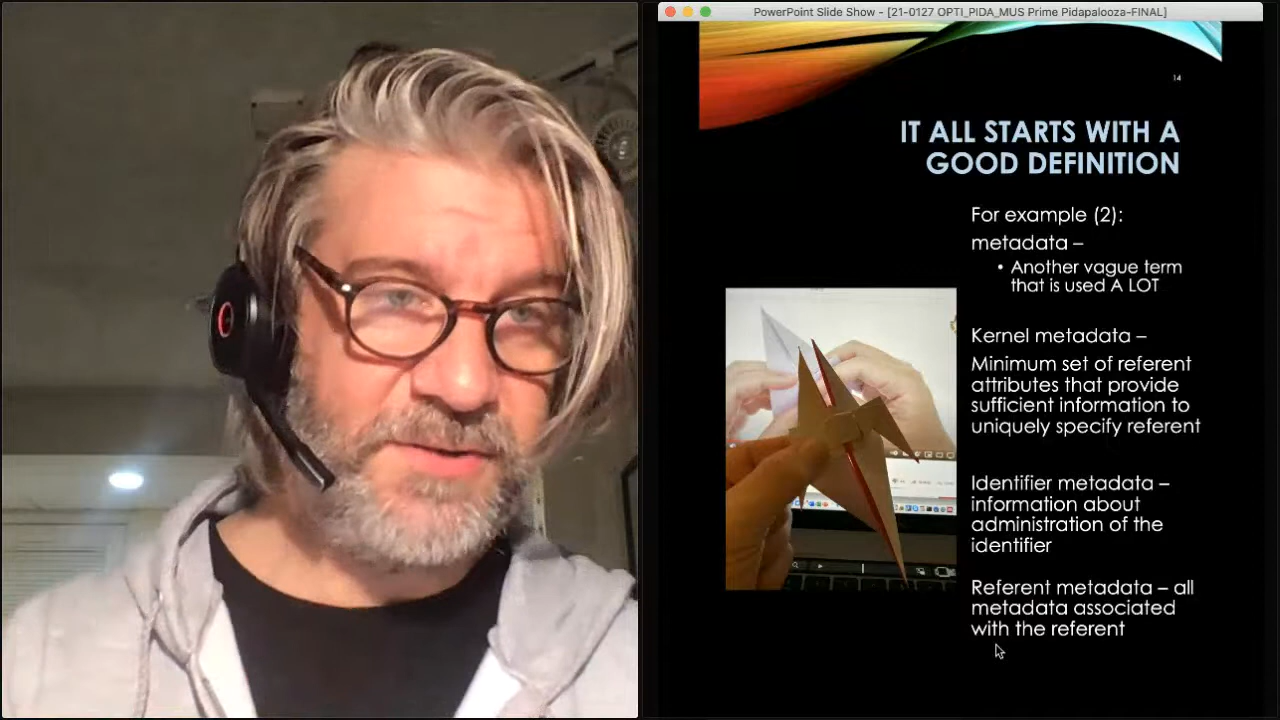 PowerPoint Slide Show - [21-0127 OPTI_PIDA_MUS Prime Pidapalooza-FINAL]
14
IT ALL STARTS WITH A
GOOD DEFINITION
For example (2):
metadata –
• Another vague term
that is used A LOT
Kernel metadata –
Minimum set of referent
attributes that provide
sufficient information to
uniquely specify referent
Identifier metadata –
information about
administration of the
identifier
Referent metadata – all
metadata associated
with the referent